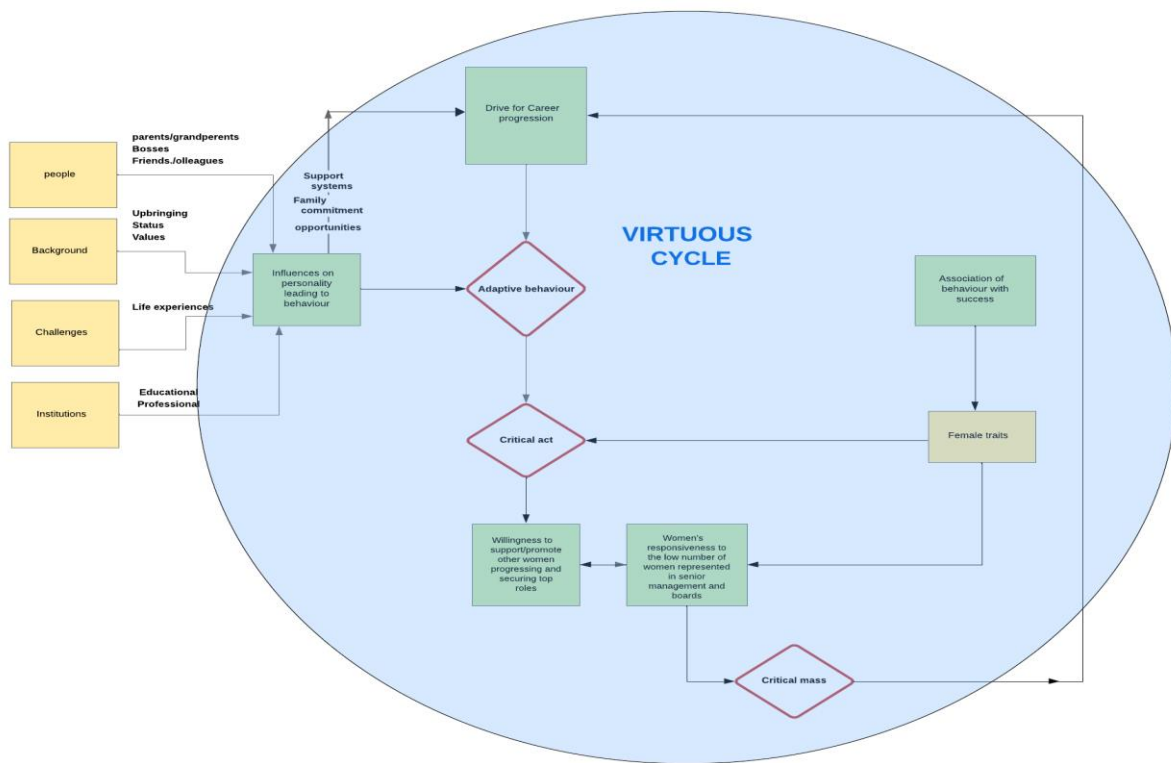 Drive for Career
progression
parents/grandperents
Bosses
Friends./olleagues
people
Support
systems
Family
commitment
opportunities
Upbringing
Status
Values
Background
VIRTUOUS
CYCLE
Influences on
personality
leading to
behaviour
Adaptive behaviour
Association of
behaviour with
success
Life experiences
Challenges
Educational
Professional
Institutions
Critical act
Female traits
Willingness to
support/promote
other women
progressing and
securing top
roles
Women's
responsiveness to
the low number of
women represented
in senior
management and
boards
Critical mass